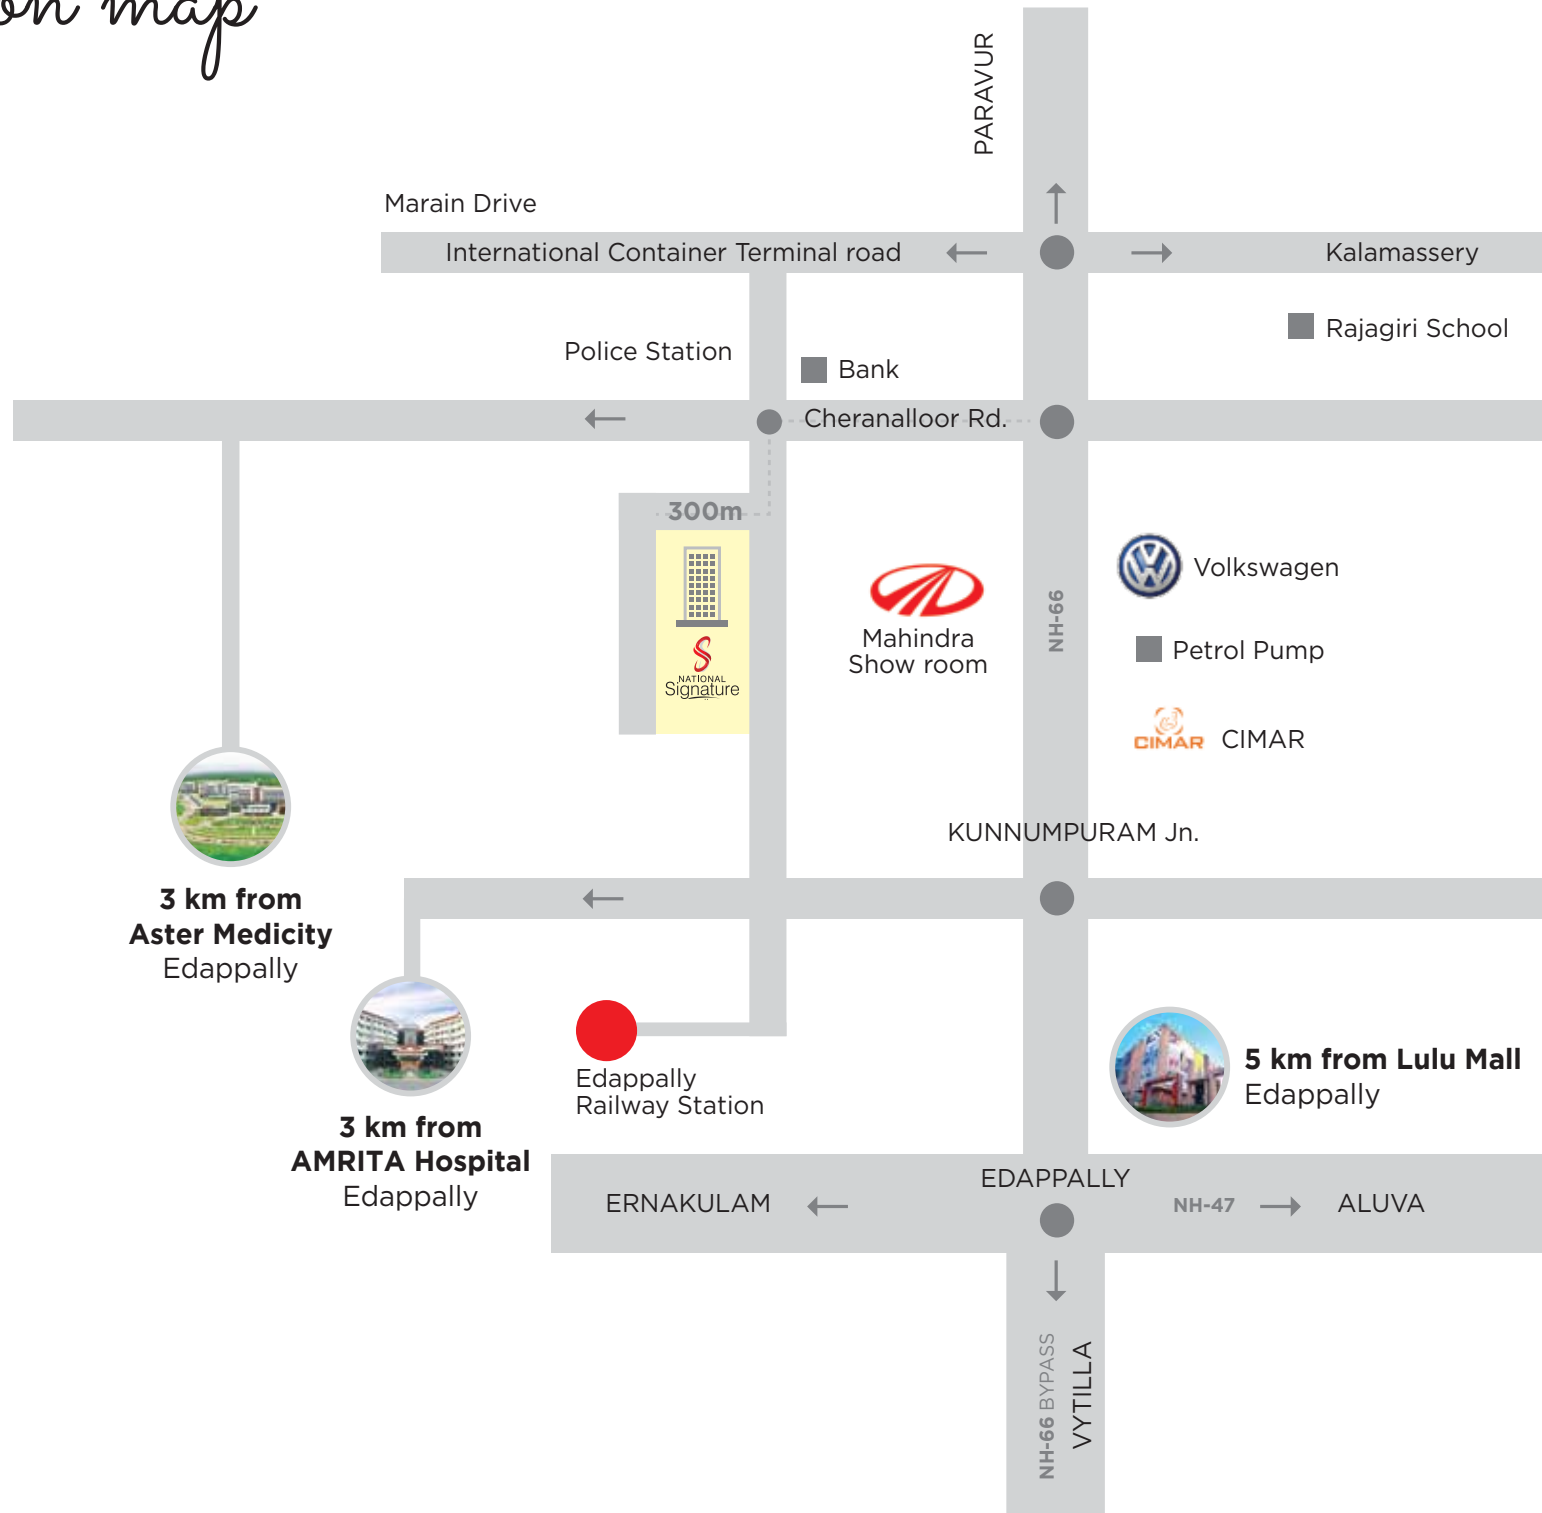 on map
PARAVUR
Marain Drive
International Container Terminal road
Kalamassery
Rajagiri School
Police Station
Bank
Cheranalloor Rd.
300m
NATIONAL
Signature
Mahindra
Show room
NH-66
Volkswagen
Petrol Pump
CIMAR
CIMAR
KUNNUMPURAM Jn.
3 km from
Aster Medicity
Edappally
3 km from
AMRITA Hospital
Edappally
Edappally
Railway Station
5 km from Lulu Mall
Edappally
EDAPPALLY
ERNAKULAM
NH-47
ALUVA
NH-66 BYPASS
VYTILLA